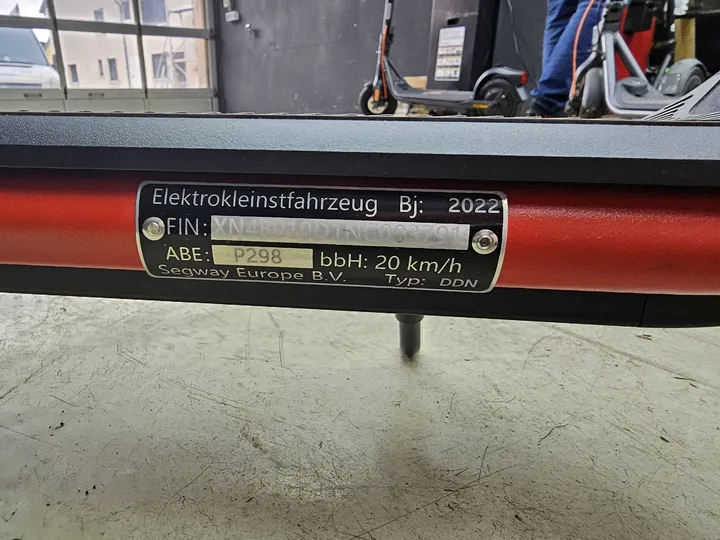 Elektrokleinstfahrzeug Bj: 2022
FIN:
ABE: P298 bbH: 20 km/h
Segway Europe B.V. Typ: DDN